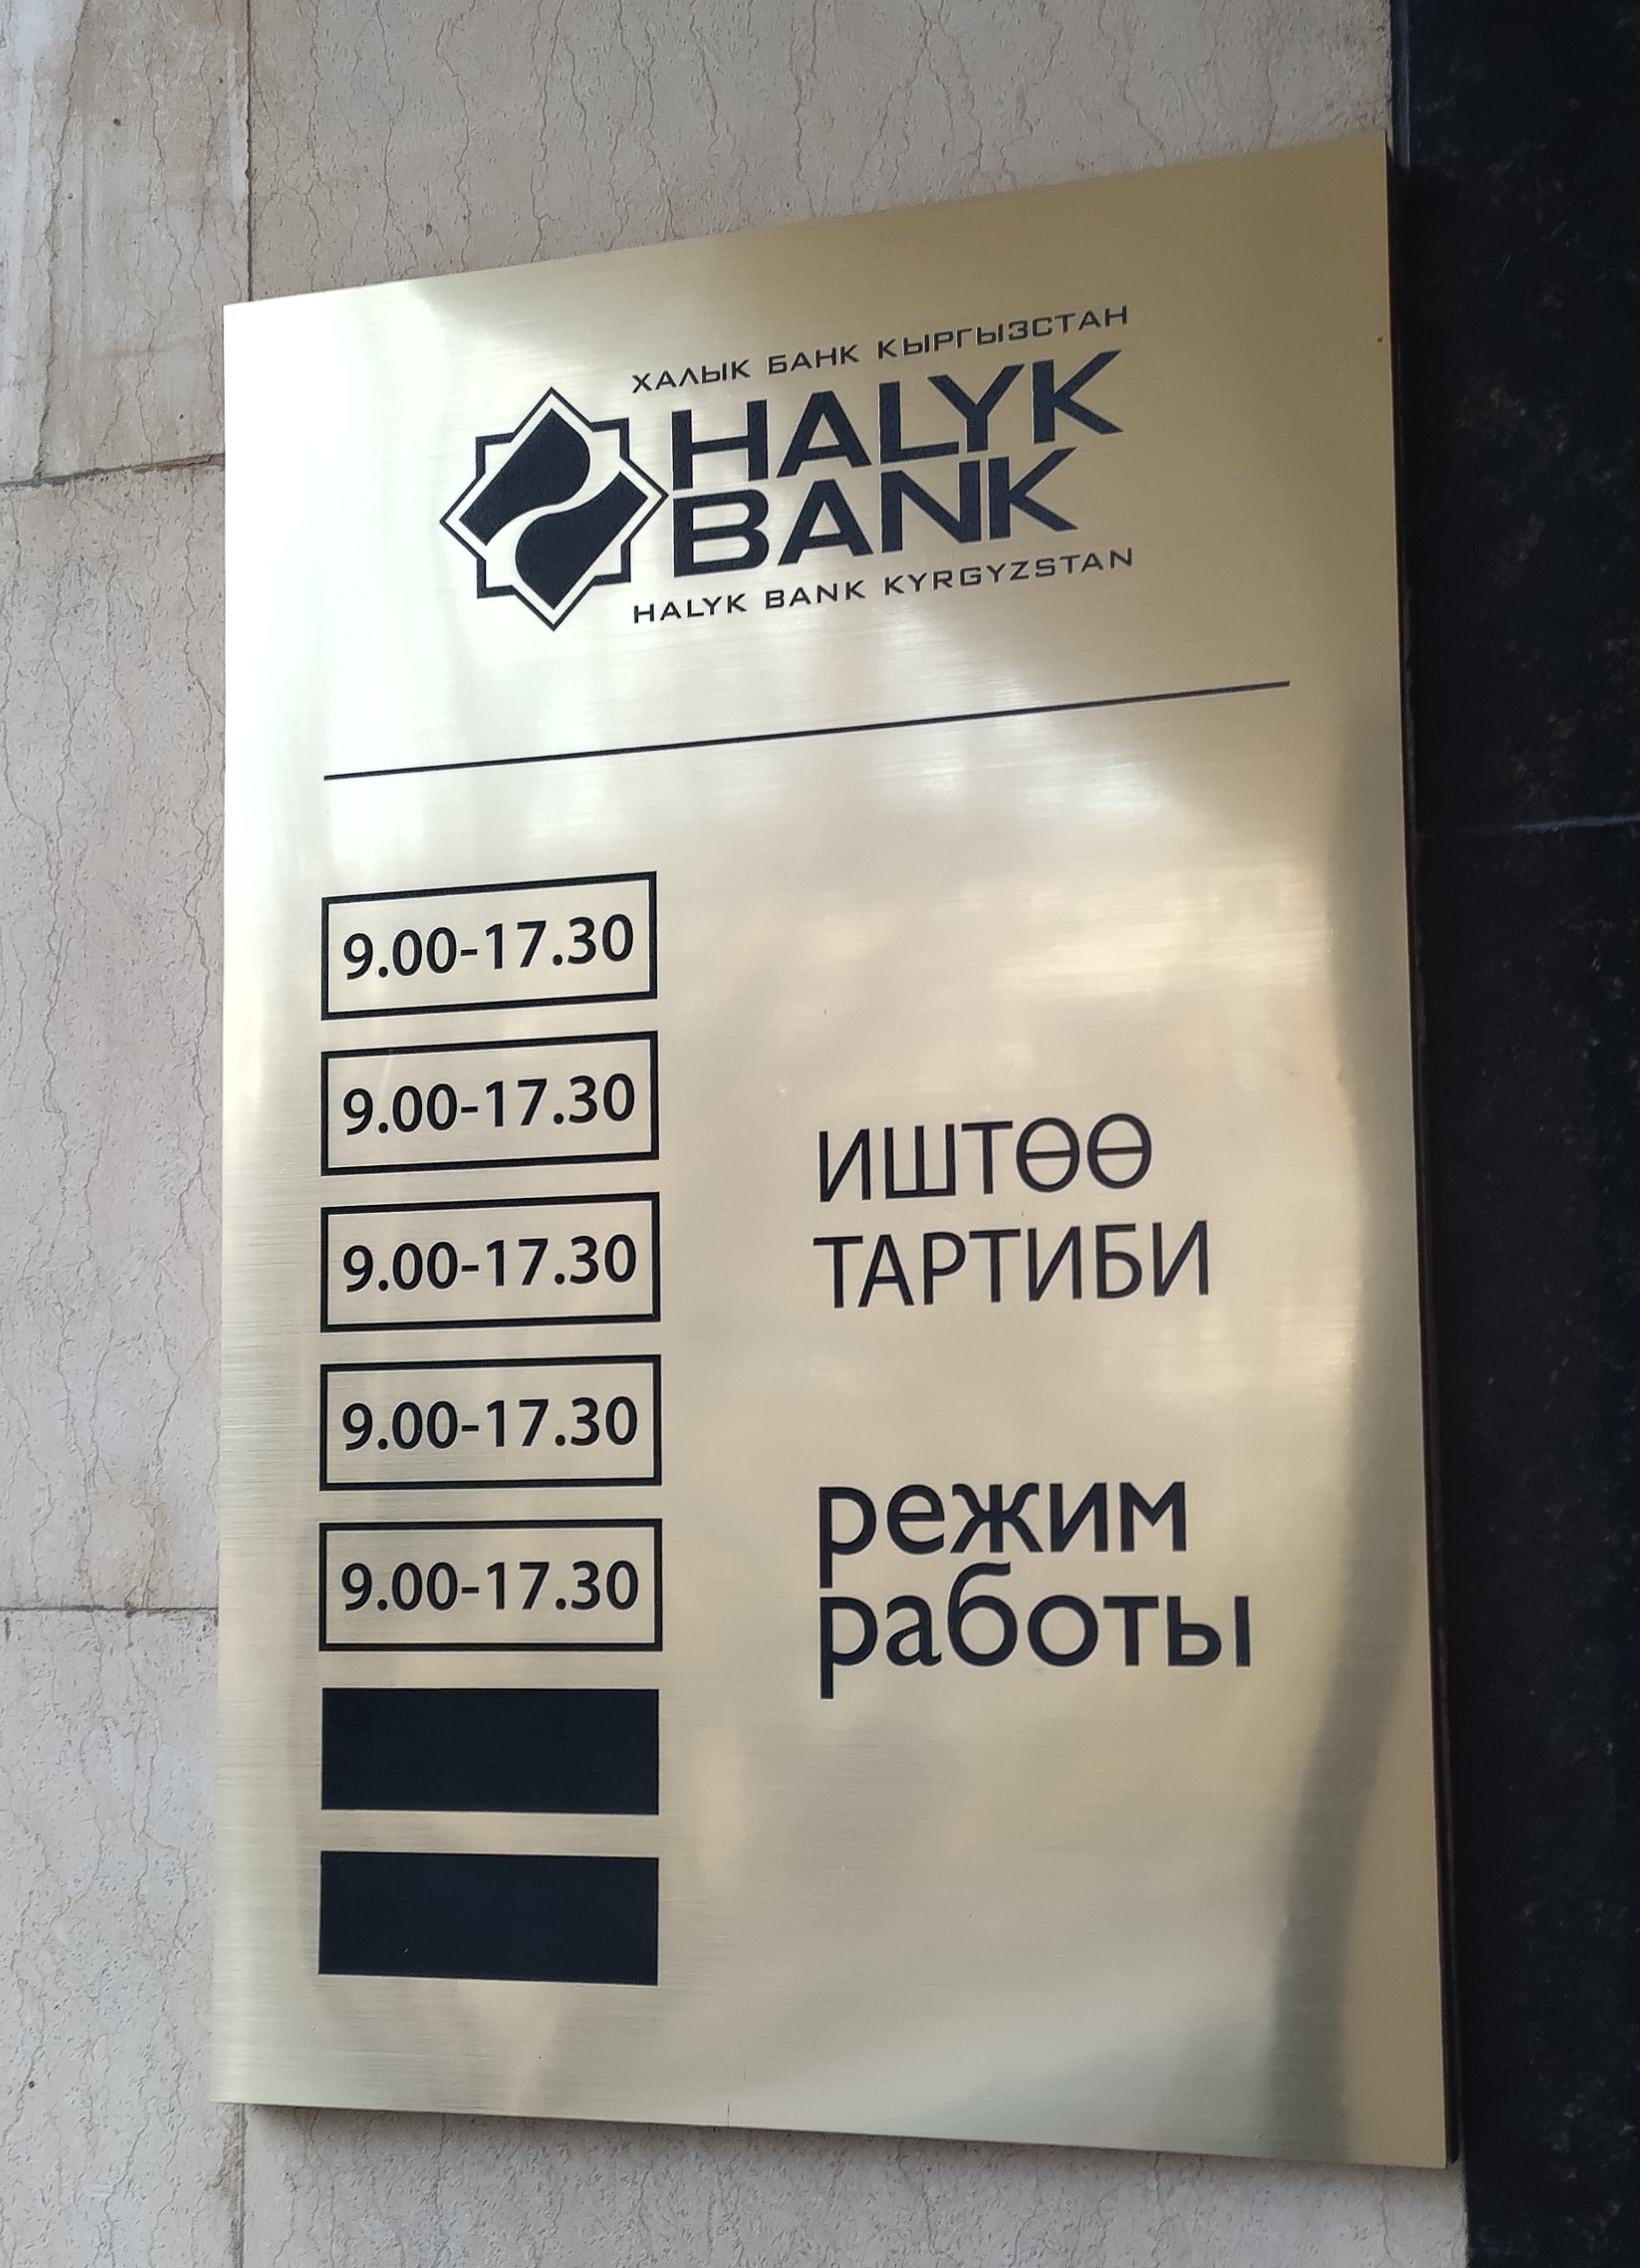 ХАЛЫК БАНК КЫРГЫЗСТАН
HALYK
BANK
HALYK BANK KYRGYZSTAN
9.00-17.30
9.00-17.30
9.00-17.30
9.00-17.30
9.00-17.30
ИШТӨӨ
ТАРТИБИ
режим
работы